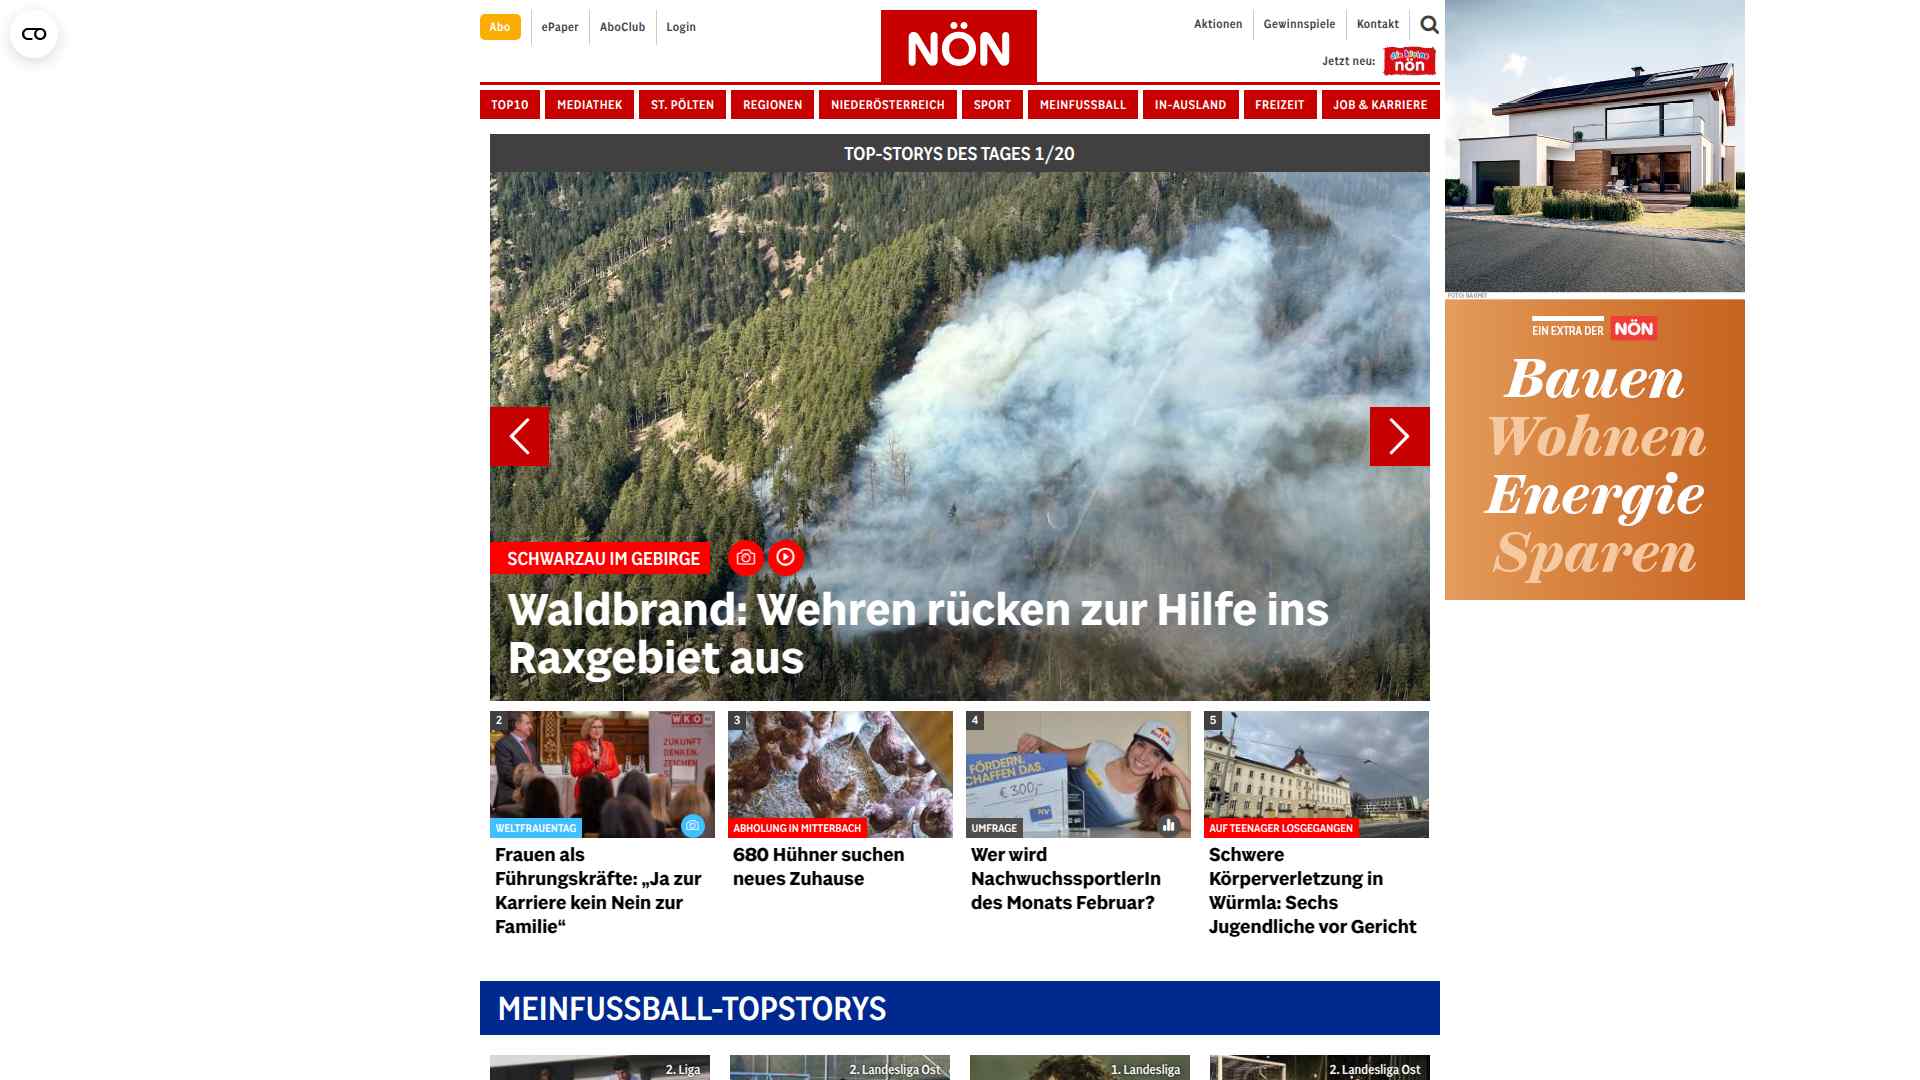 Abo
ePaper
AboClub
Login
NÖN
Aktionen
Gewinnspiele
Kontakt
Jetzt neu:
die kleine
nön
TOP10
MEDIATHEK
ST. PÖLTEN
REGIONEN
NIEDERÖSTERREICH
SPORT
MEINFUSSBALL
IN-AUSLAND
FREIZEIT
JOB & KARRIERE
TOP-STORYS DES TAGES 1/20
SCHWARZAU IM GEBIRGE
Waldbrand: Wehren rücken zur Hilfe ins
Raxgebiet aus
2
WKO
ZUKUNFT
DENKEN.
ZEICHEN
WELTFRAUENTAG
Frauen als
Führungskräfte: „Ja zur
Karriere kein Nein zur
Familie“
3
ABHOLUNG IN MITTERBACH
680 Hühner suchen
neues Zuhause
4
Red Bull
FÖRDERN.
SCHAFFEN DAS.
€ 300,-
NV
UMFRAGE
Wer wird
NachwuchssportlerIn
des Monats Februar?
5
AUF TEENAGER LOSGEGANGEN
Schwere
Körperverletzung in
Würmla: Sechs
Jugendliche vor Gericht
MEINFUSSBALL-TOPSTORYS
2. Liga
2. Landesliga Ost
1. Landesliga
2. Landesliga Ost
EIN EXTRA DER NÖN
Bauen
Wohnen
Energie
Sparen